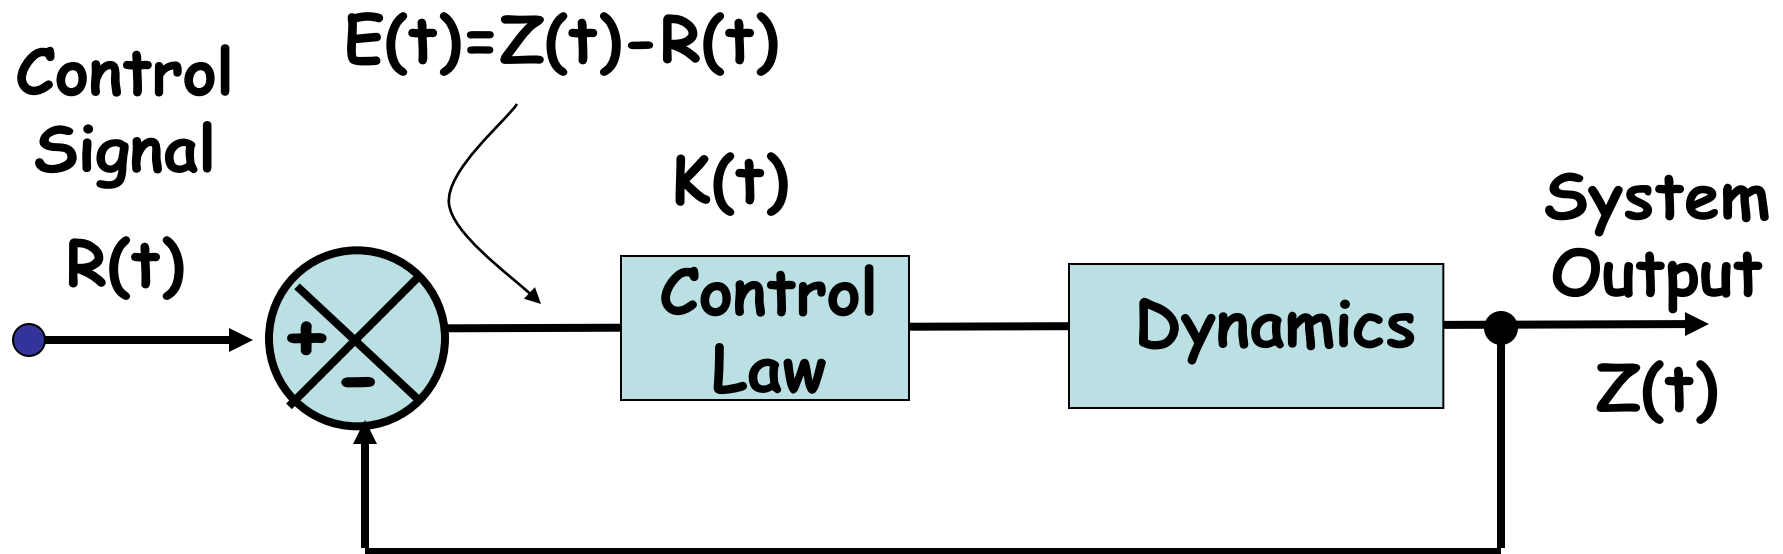 E(t)=Z(t)-R(t)
Control
Signal
R(t)
+
-
K(t)
Control
Law
Dynamics
System
Output
Z(t)